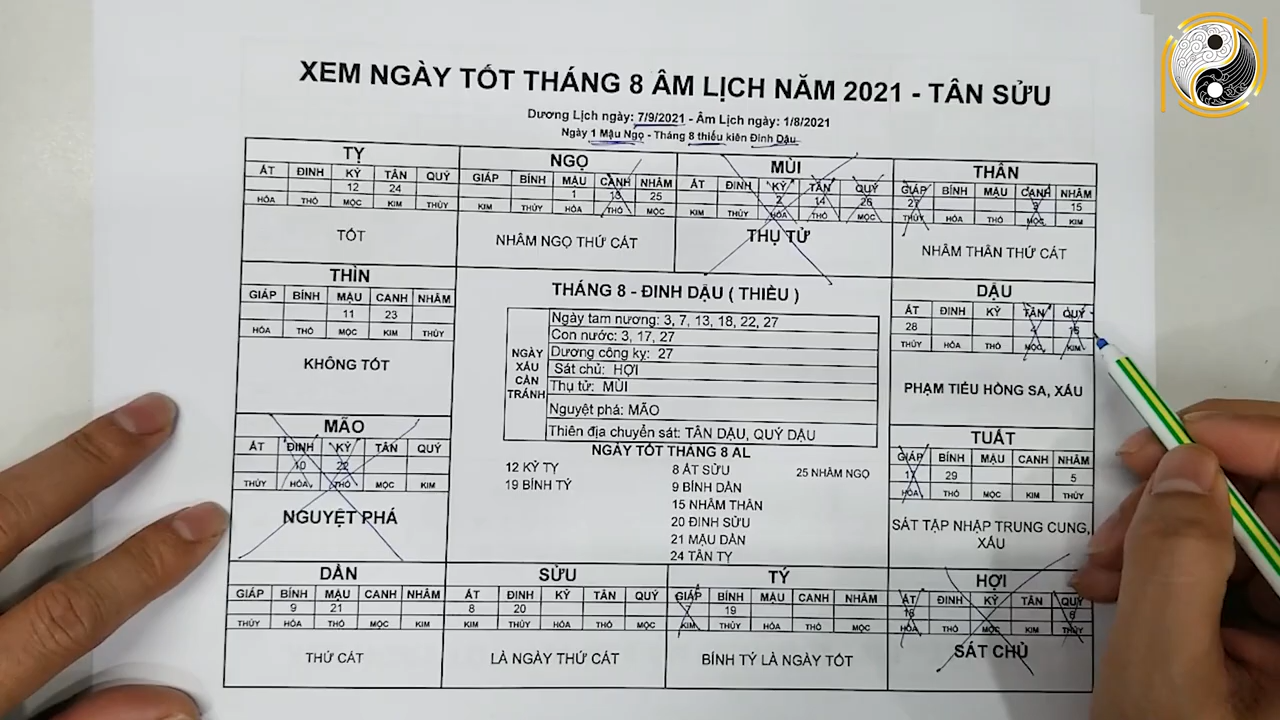 XEM NGÀY TỐT THÁNG 8 ÂM LỊCH NĂM 2021 - TÂN SỬU
Dương Lịch ngày: 7/9/2021 - Âm Lịch ngày: 1/8/2021
Ngày 1 Mậu Ngọ - Tháng 8 thiếu kiên Đinh Dậu
TỴ
ẤT ĐINH KỶ TÂN QUÝ
12 24
HỎA THỔ MỘC KIM THỦY
TỐT
NGỌ
GIÁP BÍNH MẬU CANH NHÂM
1 13 25
KIM THỦY HỎA THỔ MỘC
NHÂM NGỌ THỨ CÁT
MÙI
ẤT ĐINH KỶ TÂN QUÝ
2 14 26
KIM THỦY HỎA THỔ MỘC
THỤ TỬ
THÂN
GIÁP BÍNH MẬU CANH NHÂM
27 3 15
THỦY HỎA THỔ MỘC KIM
NHÂM THÂN THỨ CÁT
THÌN
GIÁP BÍNH MẬU CANH NHÂM
11 23
HỎA THỔ MỘC KIM THỦY
KHÔNG TỐT
THÁNG 8 - ĐINH DẬU ( THIẾU )
NGÀY XẤU CẦN TRÁNH
Ngày tam nương: 3, 7, 13, 18, 22, 27
Con nước: 3, 17, 27
Dương công kỵ: 27
Sát chủ: HỢI
Thụ tử: MÙI
Nguyệt phá: MÃO
Thiên địa chuyển sát: TÂN DẬU, QUÝ DẬU
DẬU
ẤT ĐINH KỶ TÂN QUÝ
28 4 16
THỦY HỎA THỔ MỘC KIM
PHẠM TIỂU HỒNG SA, XẤU
MÃO
ẤT ĐINH KỶ TÂN QUÝ
10 22
THỦY HỎA THỔ MỘC KIM
NGUYỆT PHÁ
NGÀY TỐT THÁNG 8 AL
12 KỶ TỴ 8 ẤT SỬU 25 NHÂM NGỌ
19 BÍNH TÝ 9 BÍNH DẦN
15 NHÂM THÂN
20 ĐINH SỬU
21 MẬU DẦN
24 TÂN TỴ
TUẤT
GIÁP BÍNH MẬU CANH NHÂM
17 29 5
HỎA THỔ MỘC KIM THỦY
SÁT TẬP NHẬP TRUNG CUNG,
XẤU
DẦN
GIÁP BÍNH MẬU CANH NHÂM
9 21
THỦY HỎA THỔ MỘC KIM
THỨ CÁT
SỬU
ẤT ĐINH KỶ TÂN QUÝ
8 20
KIM THỦY HỎA THỔ MỘC
LÀ NGÀY THỨ CÁT
TÝ
GIÁP BÍNH MẬU CANH NHÂM
7 19
KIM THỦY HỎA THỔ MỘC
BÍNH TÝ LÀ NGÀY TỐT
HỢI
ẤT ĐINH KỶ TÂN QUÝ
18 6
HỎA THỔ MỘC KIM THỦY
SÁT CHỦ